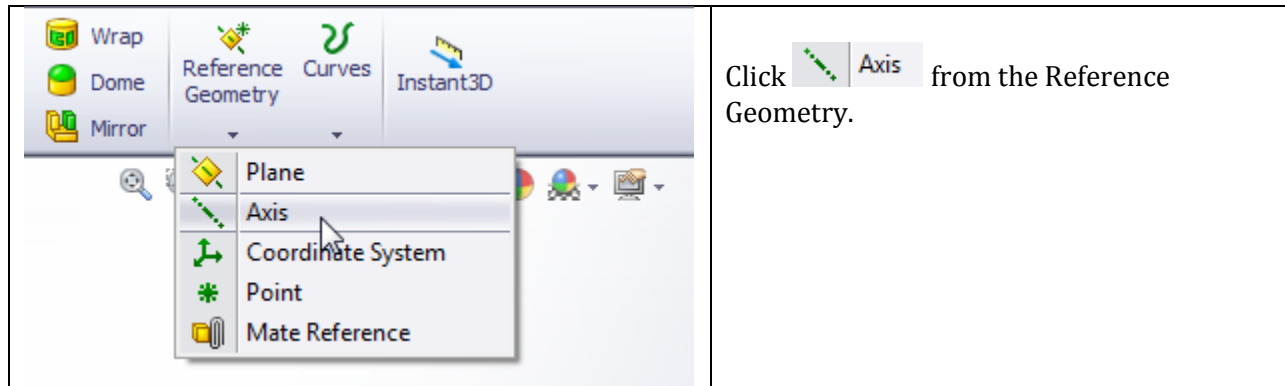 Wrap
Dome
Mirror
Reference
Geometry
Curves
Instant3D
Plane
Axis
Coordinate System
Point
Mate Reference
Click Axis from the Reference
Geometry.